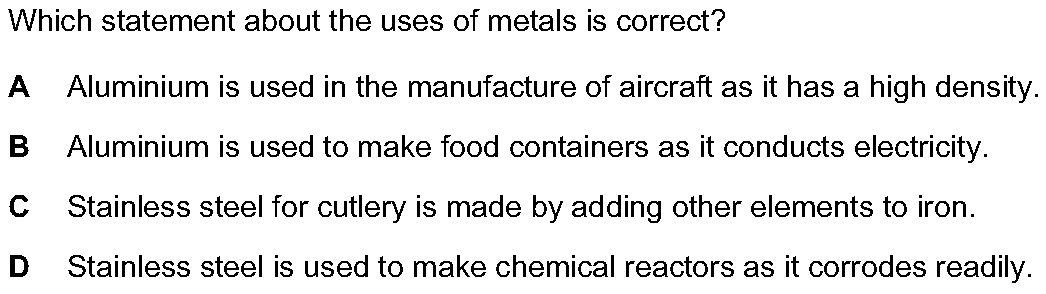 Which statement about the uses of metals is correct?
A Aluminium is used in the manufacture of aircraft as it has a high density.
B Aluminium is used to make food containers as it conducts electricity.
C Stainless steel for cutlery is made by adding other elements to iron.
D Stainless steel is used to make chemical reactors as it corrodes readily.